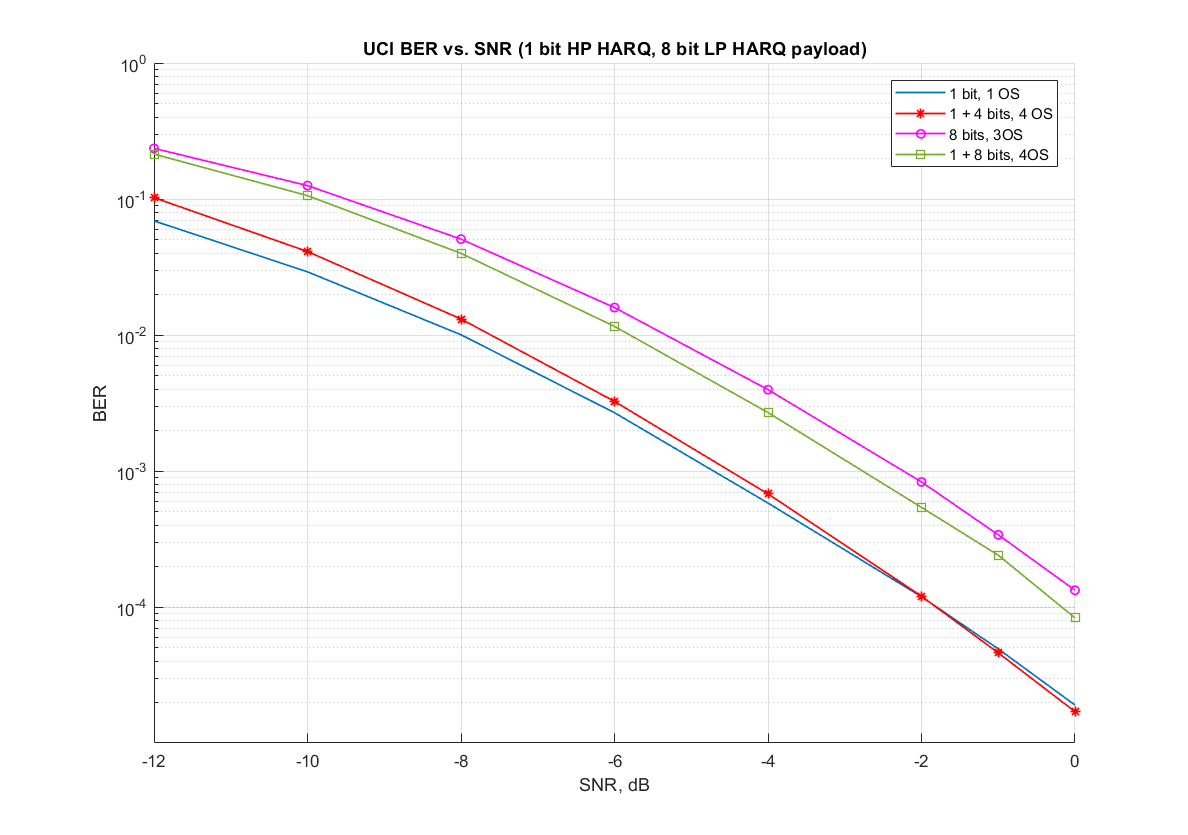 UCI BER vs. SNR (1 bit HP HARQ, 8 bit LP HARQ payload)
10^0
10^-1
10^-2
10^-3
10^-4
BER
1 bit, 1 OS
1 + 4 bits, 4 OS
8 bits, 3OS
1 + 8 bits, 4OS
-12 -10 -8 -6 -4 -2 0
SNR, dB